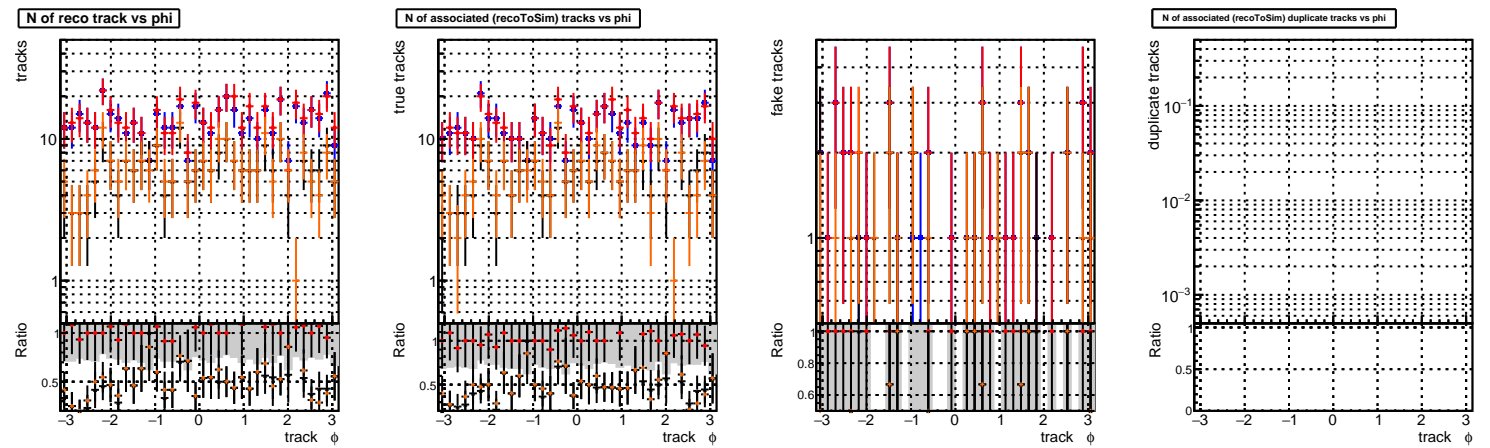 N of reco track vs phi
tracks
10
1
Ratio
1
0.5
−3 −2 −1 0 1 2 3
track ϕ
N of associated (recoToSim) tracks vs phi
true tracks
10
1
Ratio
1
0.5
−3 −2 −1 0 1 2 3
track ϕ
fake tracks
1
Ratio
1
0.8
0.6
−3 −2 −1 0 1 2 3
track ϕ
N of associated (recoToSim) duplicate tracks vs phi
duplicate tracks
10⁻¹
10⁻²
10⁻³
Ratio
1
0.5
0
−3 −2 −1 0 1 2 3
track ϕ